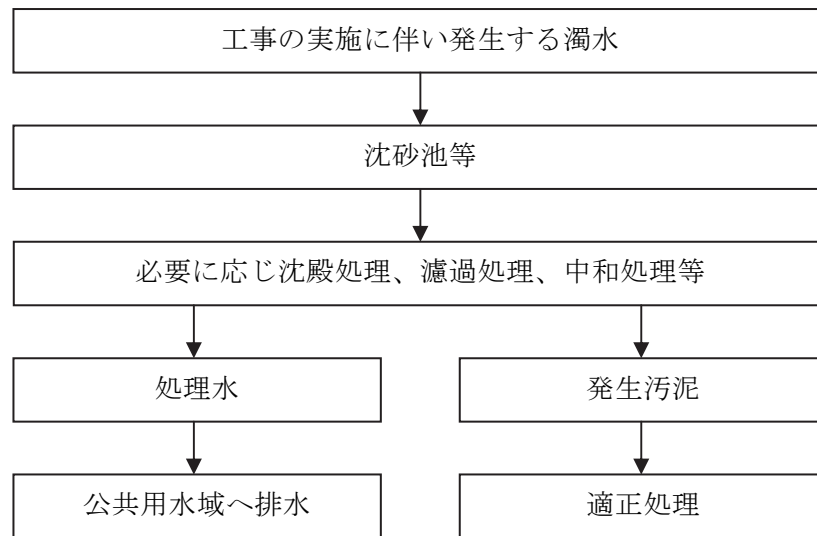 工事の実施に伴い発生する濁水
沈砂池等
必要に応じ沈殿処理、濾過処理、中和処理等
処理水
発生汚泥
公共用水域へ排水
適正処理